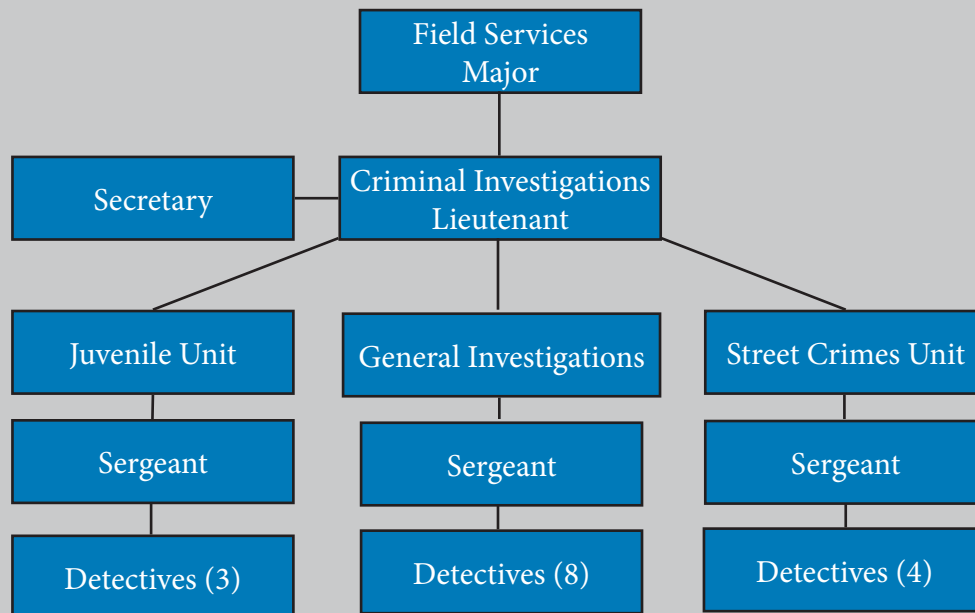 Field Services
Major
Secretary
Criminal Investigations
Lieutenant
Juvenile Unit
General Investigations
Street Crimes Unit
Sergeant
Sergeant
Sergeant
Detectives (3)
Detectives (8)
Detectives (4)